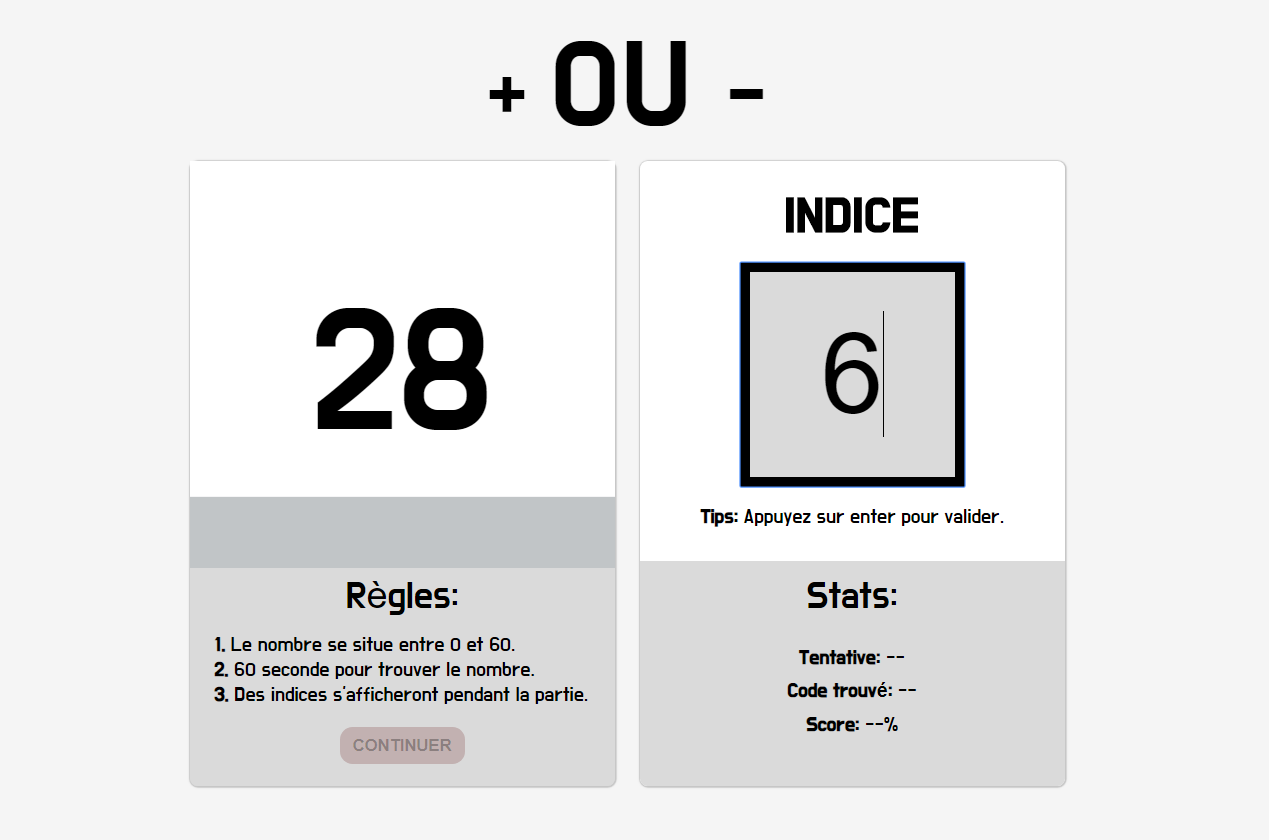 + OU -
28
Règles:
1. Le nombre se situe entre 0 et 60.
2. 60 seconde pour trouver le nombre.
3. Des indices s'afficheront pendant la partie.
CONTINUER
INDICE
6
Tips: Appuyez sur enter pour valider.
Stats:
Tentative: --
Code trouvé: --
Score: --%